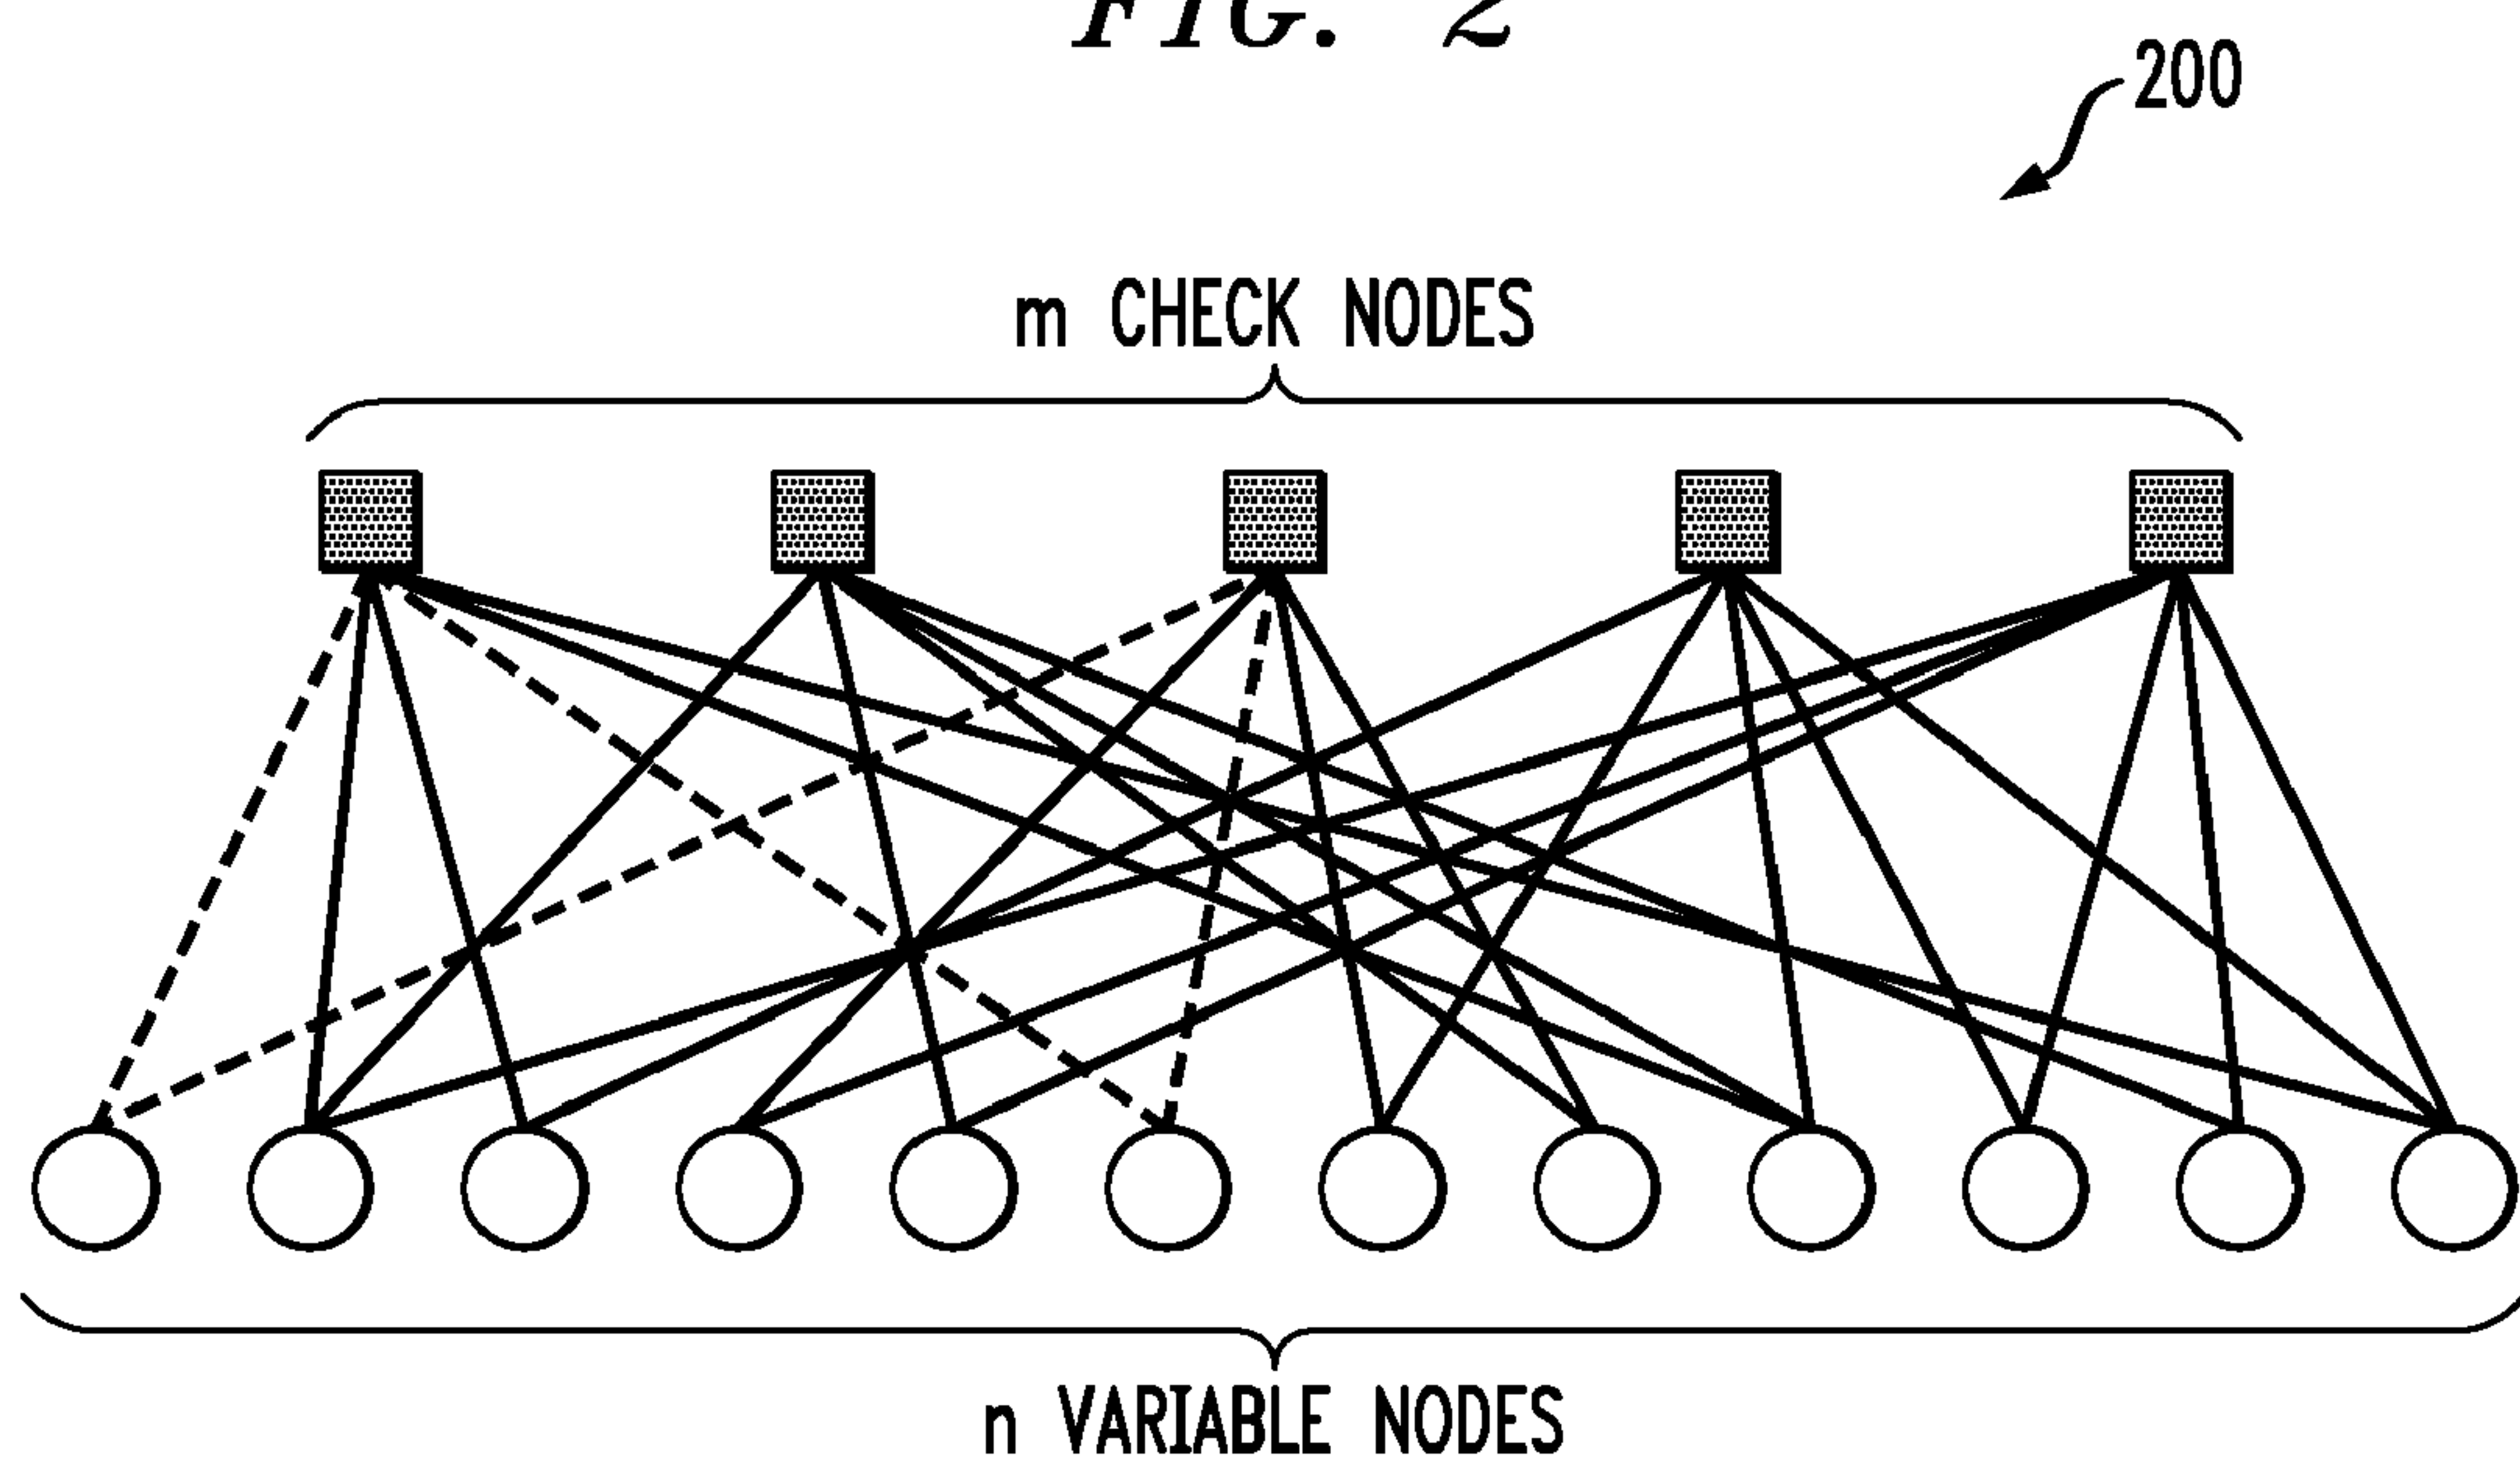 FIG. 2
200
m CHECK NODES
n VARIABLE NODES